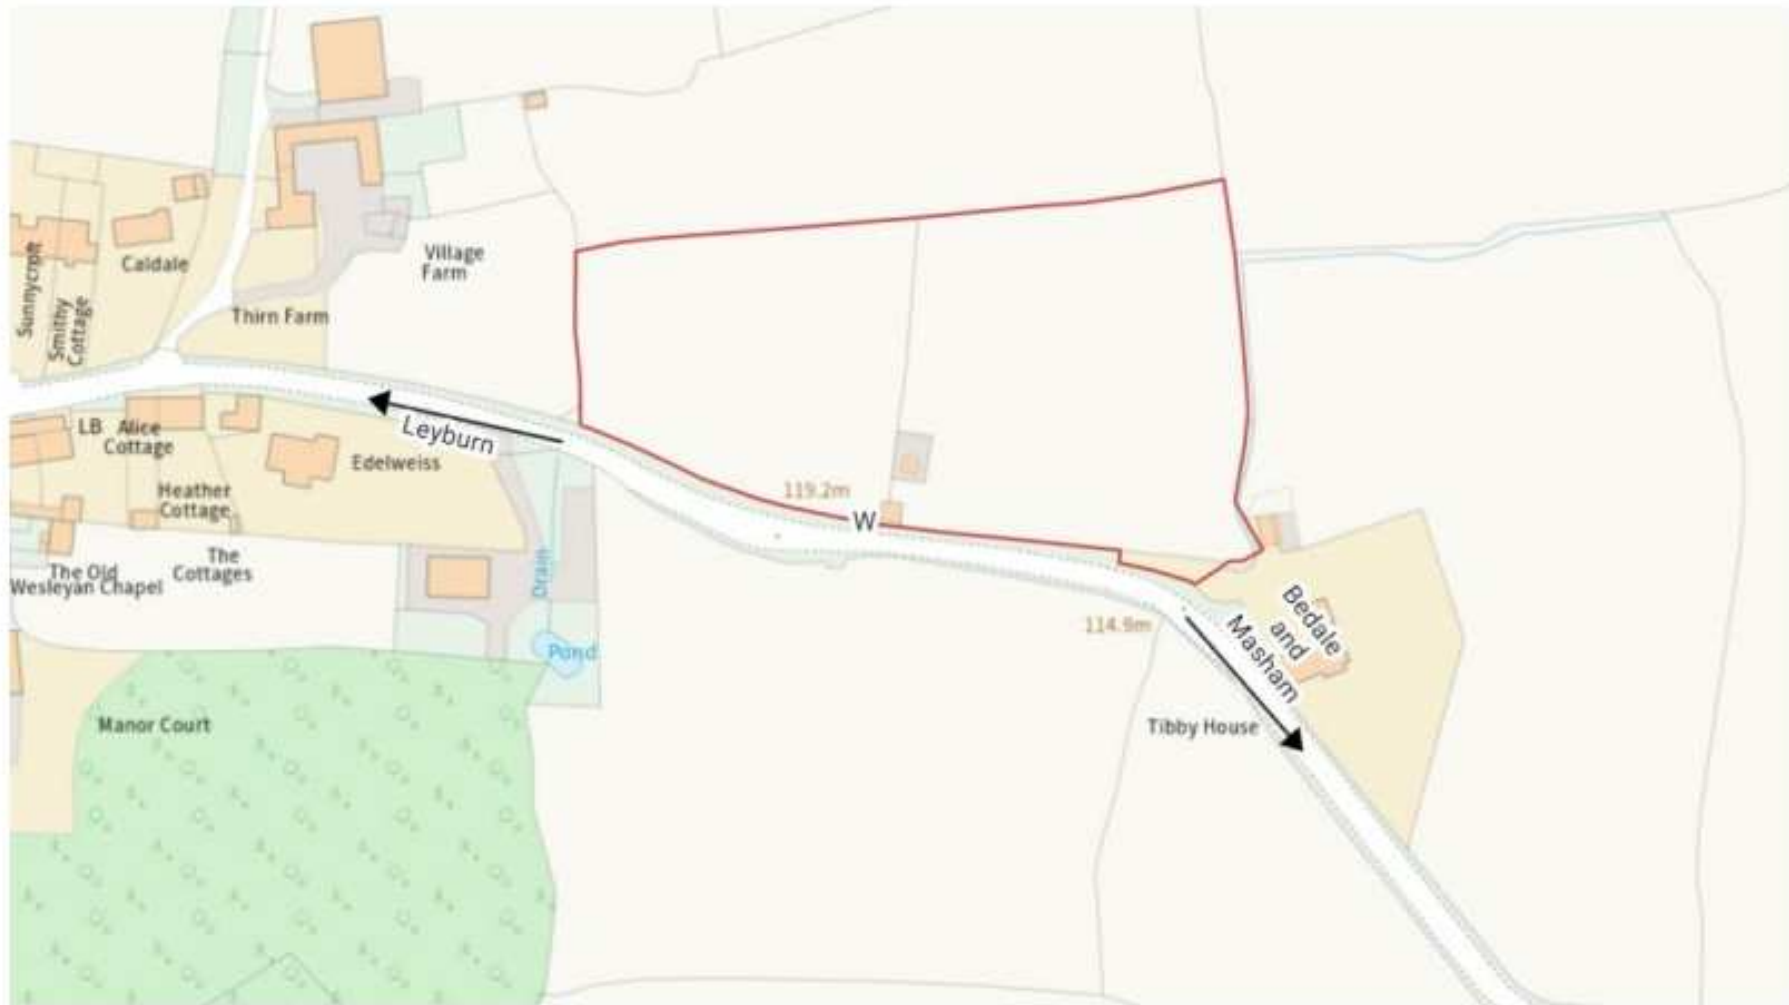 Village
Farm
Caldale
Sunnycroft
Smithy
Cottage
Thirn Farm
Leyburn
LB
Alice
Cottage
Edelweiss
Heather
Cottage
119.2m
W
The
Cottages
The Old
Wesleyan Chapel
Drain
Pond
114.9m
Bedale
and
Masham
Manor Court
Tibby House